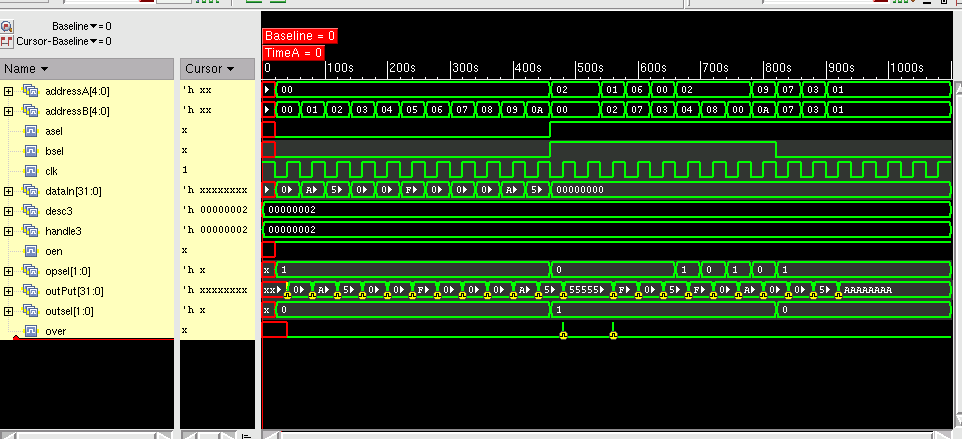 Baseline▼= 0
Cursor-Baseline▼= 0
Baseline = 0
TimeA = 0
Name ▼ Cursor ▼ 0 100s 200s 300s 400s 500s 600s 700s 800s 900s 1000s
addressA[4:0] 'h xx 00 02 01 06 00 02 09 07 03 01
addressB[4:0] 'h xx 00 01 02 03 04 05 06 07 08 09 0A 00 02 07 03 04 08 00 0A 07 03 01
asel x
bsel x
clk 1
dataIn[31:0] 'h xxxxxxxx 0 A 5 0 0 F 0 0 0 A 5 00000000
desc3 'h 00000002 00000002
handle3 'h 00000002 00000002
oen x
opsel[1:0] 'h x x 1 0 1 0 1 0 1
outPut[31:0] 'h xxxxxxxx xx 0 A 5 0 0 F 0 0 0 A 5 55555 F 0 5 F 0 A 0 0 5 AAAAAAAA
outsel[1:0] 'h x x 0 1 0
over x